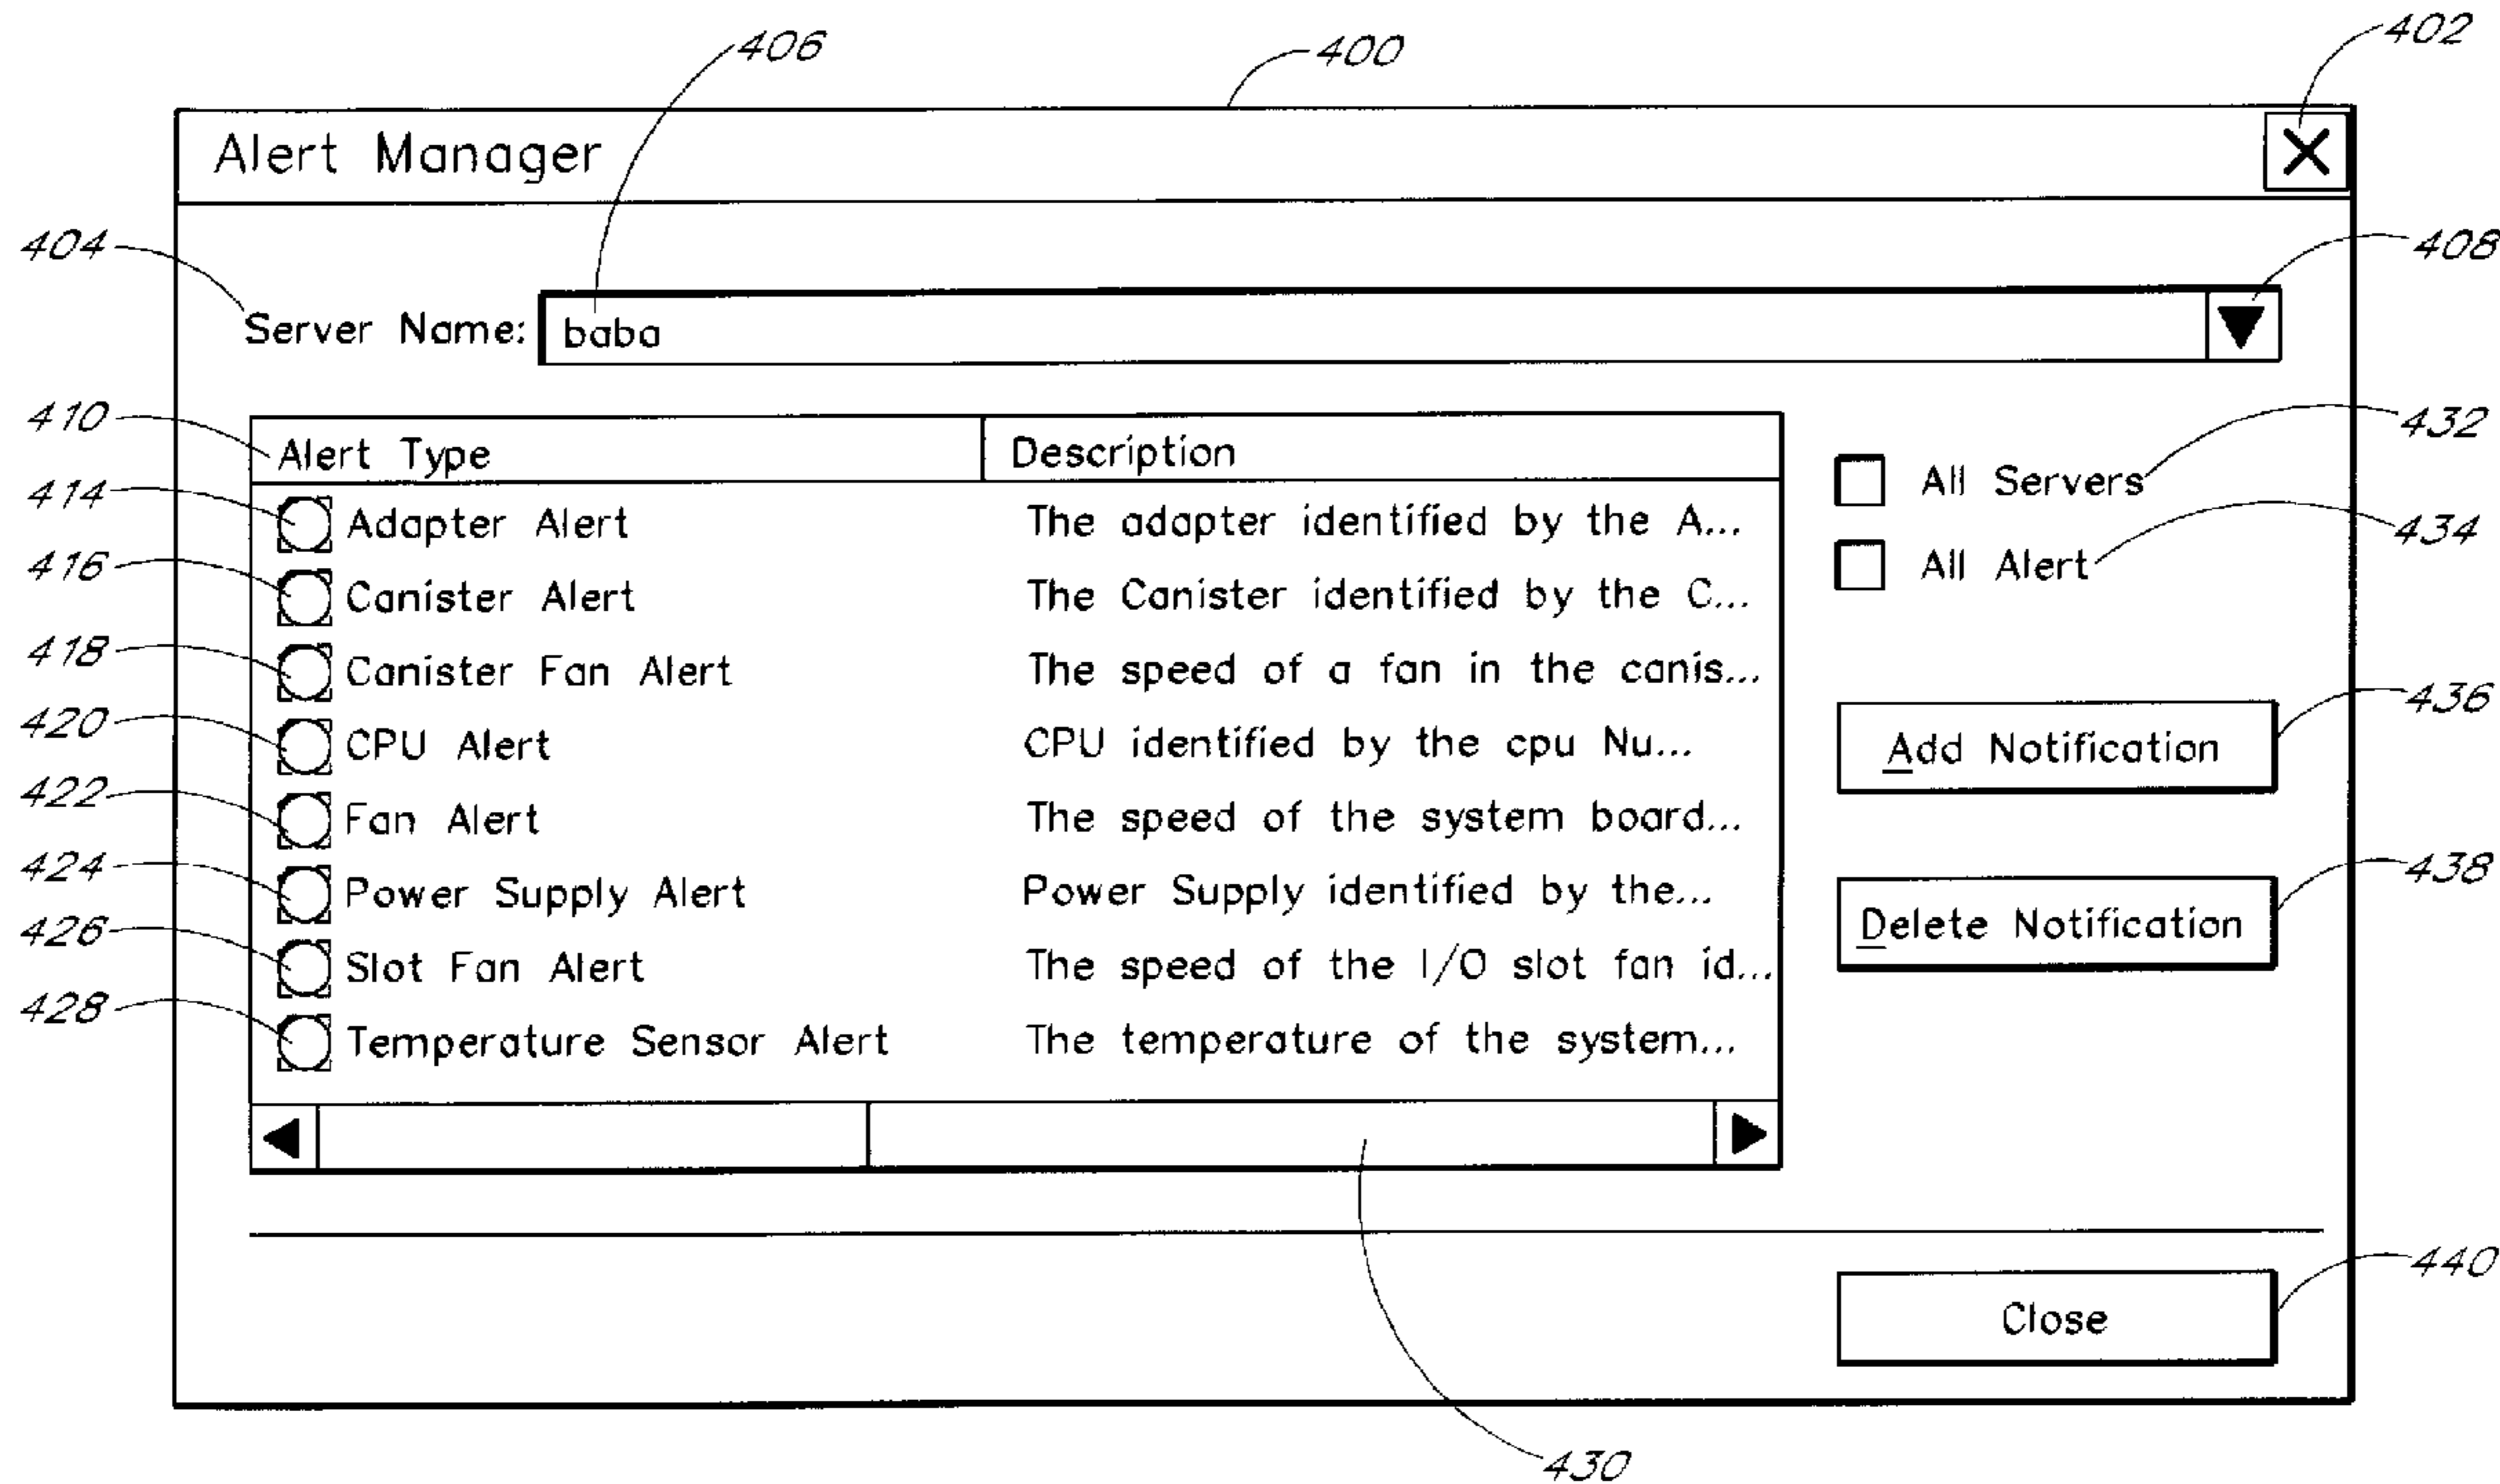 406 400 402
Alert Manager
404 408
Server Name: baba
410 432
Alert Type Description
All Servers
414 Adapter Alert The adapter identified by the A...
434
All Alert
416 Canister Alert The Canister identified by the C...
418 Canister Fan Alert The speed of a fan in the canis...
436
420 CPU Alert CPU identified by the cpu Nu...
Add Notification
422 Fan Alert The speed of the system board...
424 Power Supply Alert Power Supply identified by the...
438
Delete Notification
426 Slot Fan Alert The speed of the I/O slot fan id...
428 Temperature Sensor Alert The temperature of the system...
440
Close
430